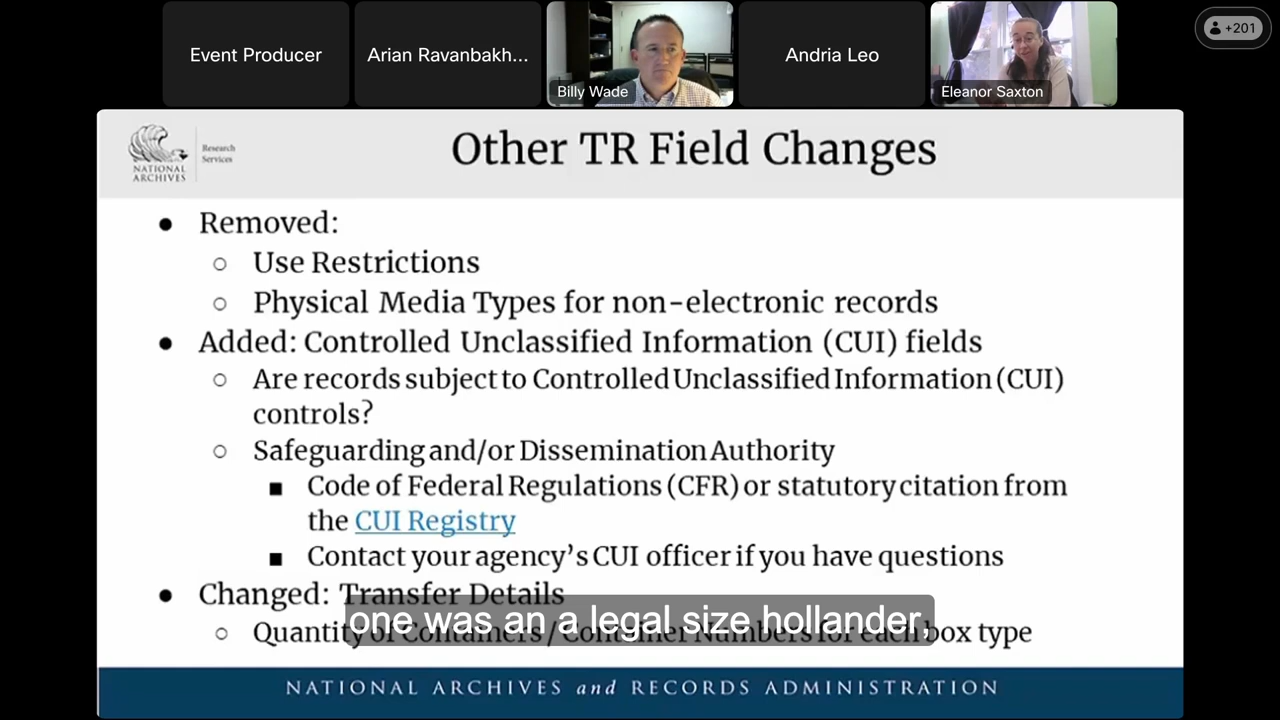 Event Producer
Arian Ravanbakh...
Billy Wade
Andria Leo
Eleanor Saxton
+201
NATIONAL
ARCHIVES
Research
Services
Other TR Field Changes
● Removed:
○ Use Restrictions
○ Physical Media Types for non-electronic records
● Added: Controlled Unclassified Information (CUI) fields
○ Are records subject to Controlled Unclassified Information (CUI)
controls?
○ Safeguarding and/or Dissemination Authority
■ Code of Federal Regulations (CFR) or statutory citation from
the CUI Registry
■ Contact your agency's CUI officer if you have questions
● Changed: Transfer Details
one was an a legal size hollander,
○ Quantity of Containers / Container Numbers for each box type
NATIONAL ARCHIVES and RECORDS ADMINISTRATION